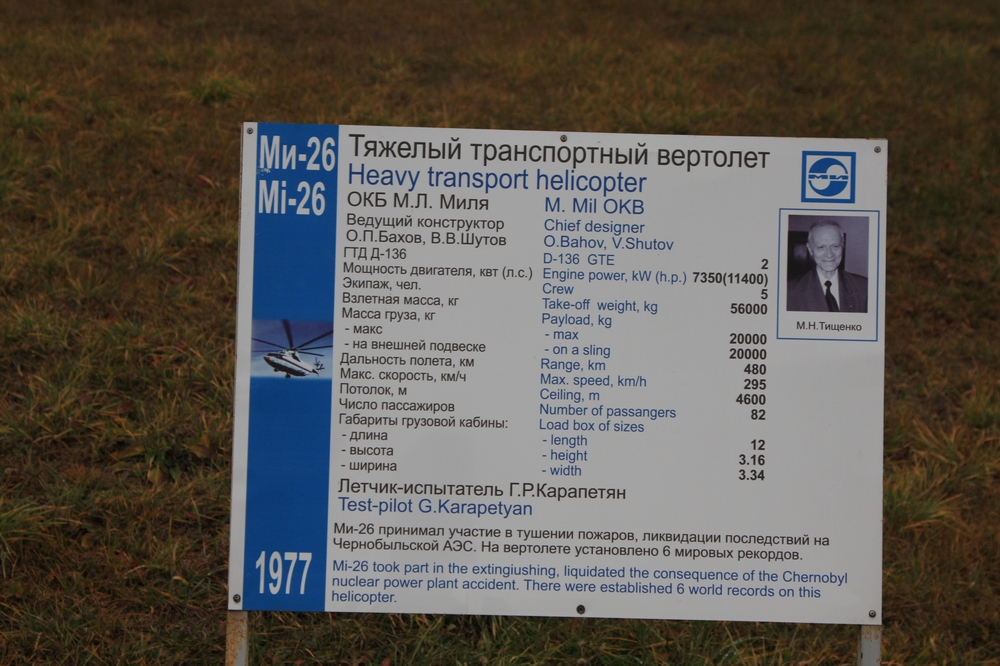 Ми-26
Mi-26
Тяжелый транспортный вертолет
Heavy transport helicopter
ОКБ М.Л. Миля
M. Mil OKB
Ведущий конструктор
Chief designer
О.П.Бахов, В.В.Шутов
O.Bahov, V.Shutov
ГТД Д-136
D-136 GTE 2
Мощность двигателя, квт (л.с.)
Engine power, kW (h.p.) 7350(11400)
Экипаж, чел.
Crew 5
Взлетная масса, кг
Take-off weight, kg 56000
Масса груза, кг
Payload, kg
- макс
- max 20000
- на внешней подвеске
- on a sling 20000
Дальность полета, км
Range, km 480
Макс. скорость, км/ч
Max. speed, km/h 295
Потолок, м
Ceiling, m 4600
Число пассажиров
Number of passangers 82
Габариты грузовой кабины:
Load box of sizes
- длина
- length 12
- высота
- height 3.16
- ширина
- width 3.34
МИ
М.Н.Тищенко
Летчик-испытатель Г.Р.Карапетян
Test-pilot G.Karapetyan
Ми-26 принимал участие в тушении пожаров, ликвидации последствий на
Чернобыльской АЭС. На вертолете установлено 6 мировых рекордов.
1977
Mi-26 took part in the extingiushing, liquidated the consequence of the Chernobyl
nuclear power plant accident. There were established 6 world records on this
helicopter.